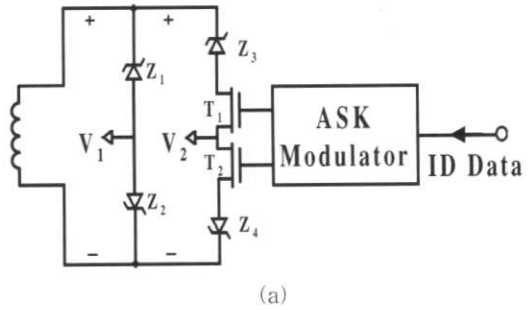 + +
Z3
Z1
T1
ASK
V1
V2
Modulator
T2
ID Data
Z2
Z4
− −
(a)